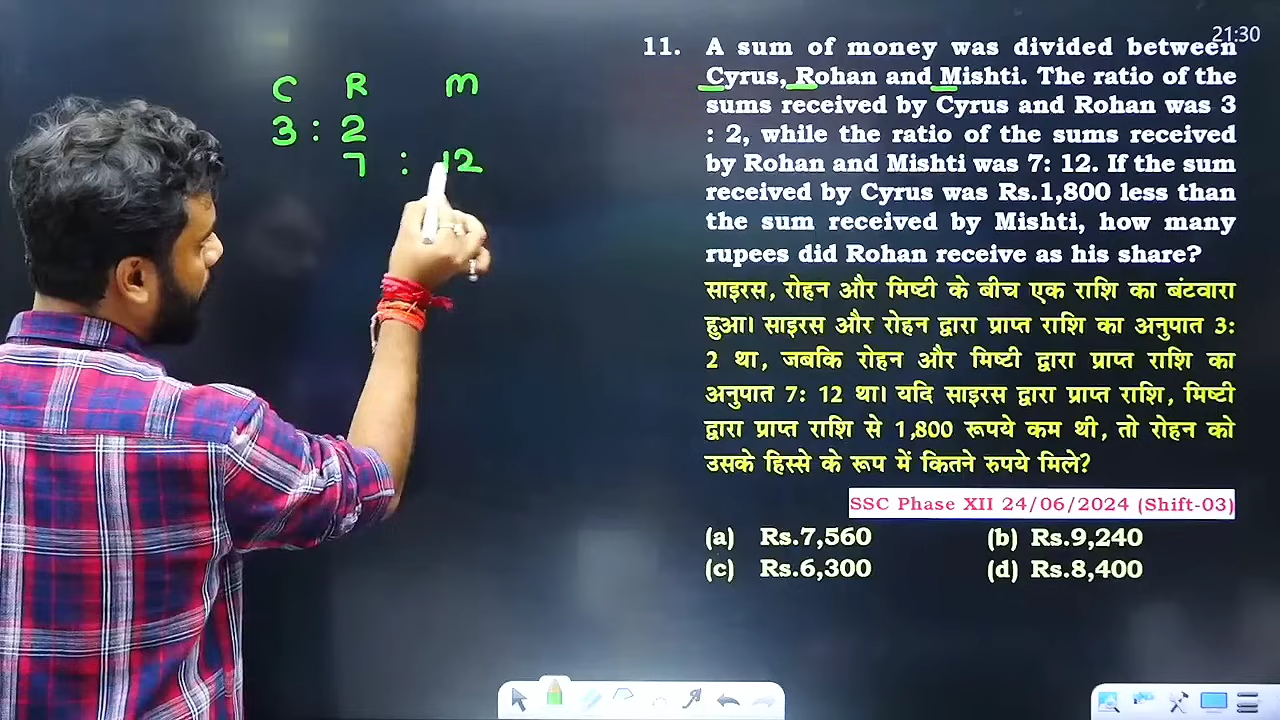 21:30
C R M
3 : 2
7 : 12
11. A sum of money was divided between
Cyrus, Rohan and Mishti. The ratio of the
sums received by Cyrus and Rohan was 3
: 2, while the ratio of the sums received
by Rohan and Mishti was 7: 12. If the sum
received by Cyrus was Rs.1,800 less than
the sum received by Mishti, how many
rupees did Rohan receive as his share?
साइरस, रोहन और मिष्टी के बीच एक राशि का बंटवारा
हुआ। साइरस और रोहन द्वारा प्राप्त राशि का अनुपात 3:
2 था, जबकि रोहन और मिष्टी द्वारा प्राप्त राशि का
अनुपात 7: 12 था। यदि साइरस द्वारा प्राप्त राशि, मिष्टी
द्वारा प्राप्त राशि से 1,800 रूपये कम थी, तो रोहन को
उसके हिस्से के रूप में कितने रुपये मिले?
SSC Phase XII 24/06/2024 (Shift-03)
(a) Rs.7,560 (b) Rs.9,240
(c) Rs.6,300 (d) Rs.8,400